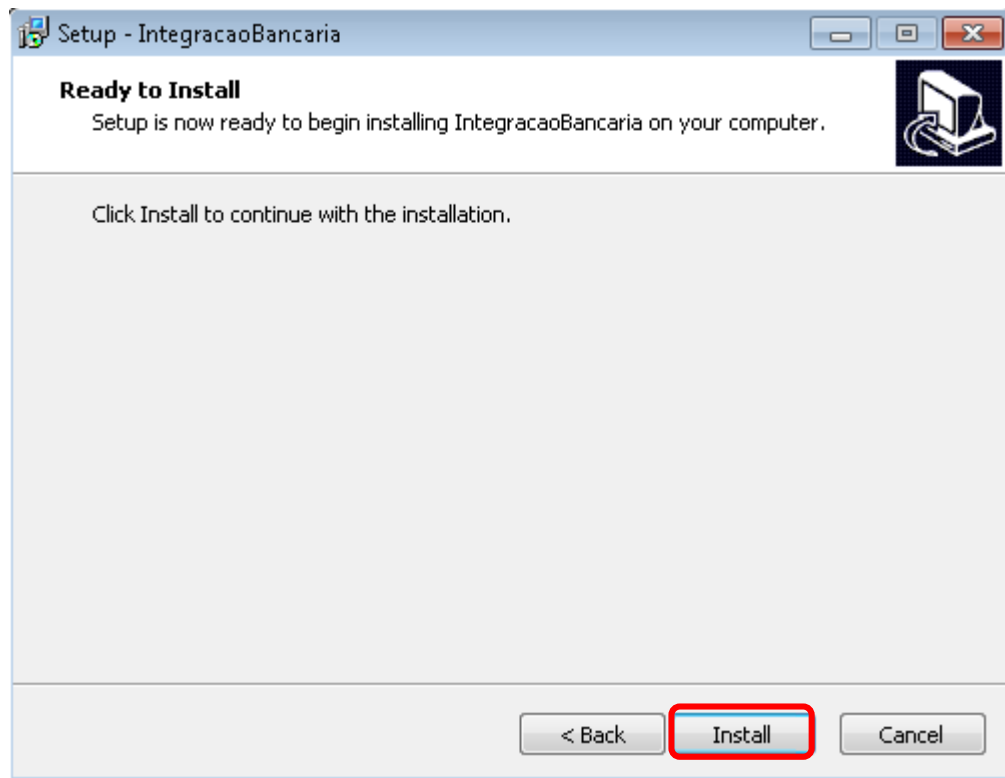 Setup - IntegracaoBancaria
Ready to Install
Setup is now ready to begin installing IntegracaoBancaria on your computer.
Click Install to continue with the installation.
< Back Install Cancel